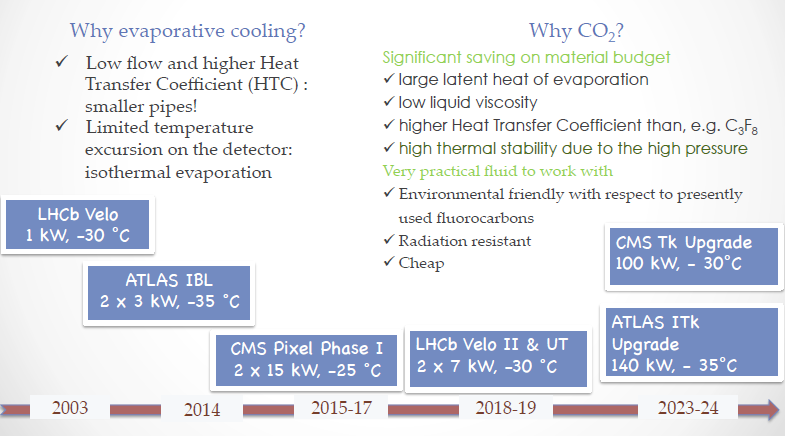 Why evaporative cooling?
✓ Low flow and higher Heat
Transfer Coefficient (HTC) :
smaller pipes!
✓ Limited temperature
excursion on the detector:
isothermal evaporation
Why CO₂?
Significant saving on material budget
✓ large latent heat of evaporation
✓ low liquid viscosity
✓ higher Heat Transfer Coefficient than, e.g. C₃F₈
✓ high thermal stability due to the high pressure
Very practical fluid to work with
✓ Environmental friendly with respect to presently
used fluorocarbons
✓ Radiation resistant
✓ Cheap
LHCb Velo
1 kW, -30 °C
ATLAS IBL
2 x 3 kW, -35 °C
CMS Pixel Phase I
2 x 15 kW, -25 °C
LHCb Velo II & UT
2 x 7 kW, -30 °C
CMS Tk Upgrade
100 kW, - 30°C
ATLAS ITk
Upgrade
140 kW, - 35°C
2003
2014
2015-17
2018-19
2023-24